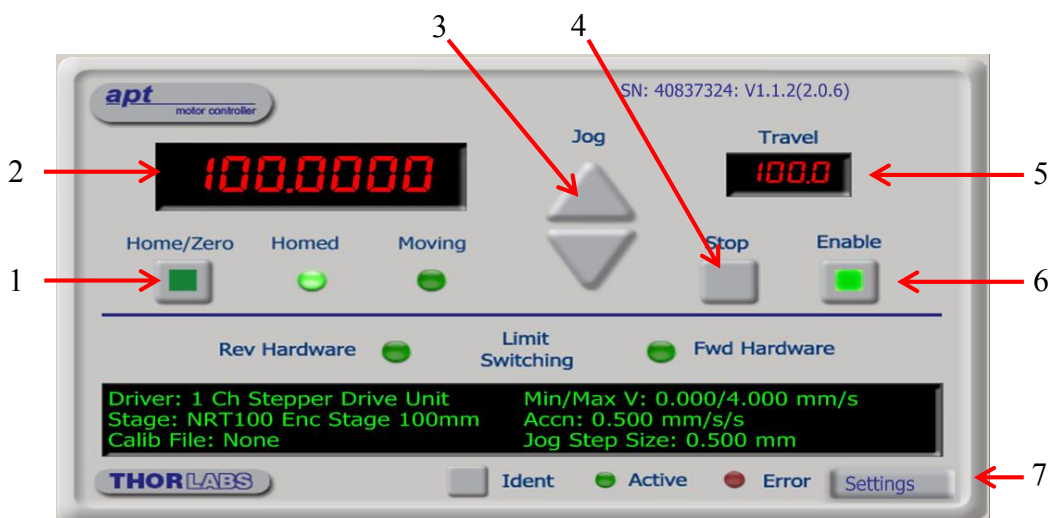 3
4
apt
motor controller
SN: 40837324: V1.1.2(2.0.6)
Jog
Travel
2
100.0000
100.0
5
Home/Zero
Homed
Moving
Stop
Enable
1
6
Rev Hardware
Limit
Switching
Fwd Hardware
Driver: 1 Ch Stepper Drive Unit
Min/Max V: 0.000/4.000 mm/s
Stage: NRT100 Enc Stage 100mm
Accn: 0.500 mm/s/s
Calib File: None
Jog Step Size: 0.500 mm
THORLABS
Ident
Active
Error
Settings
7